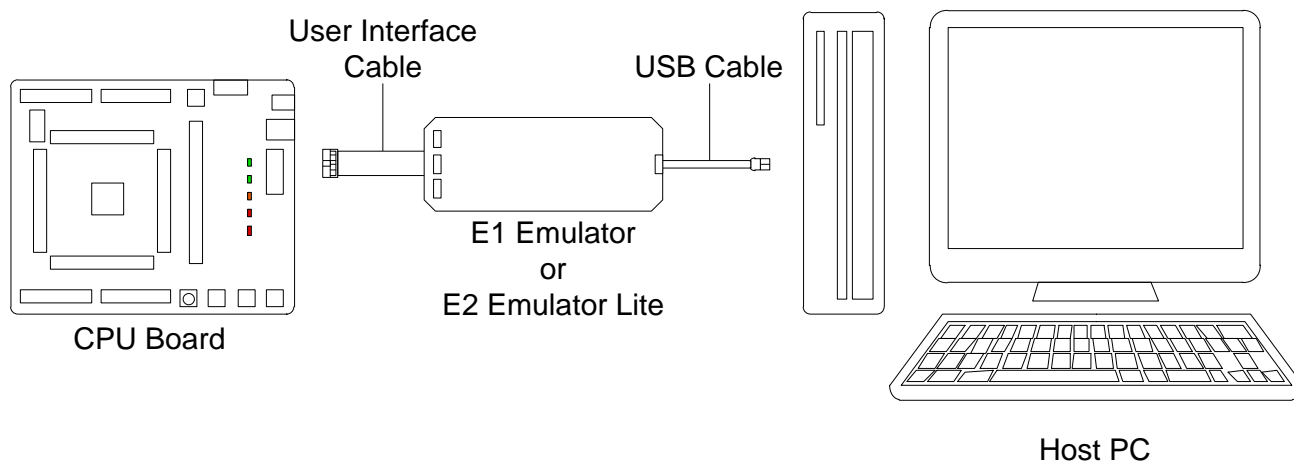 User Interface
Cable
USB Cable
E1 Emulator
or
E2 Emulator Lite
CPU Board
Host PC